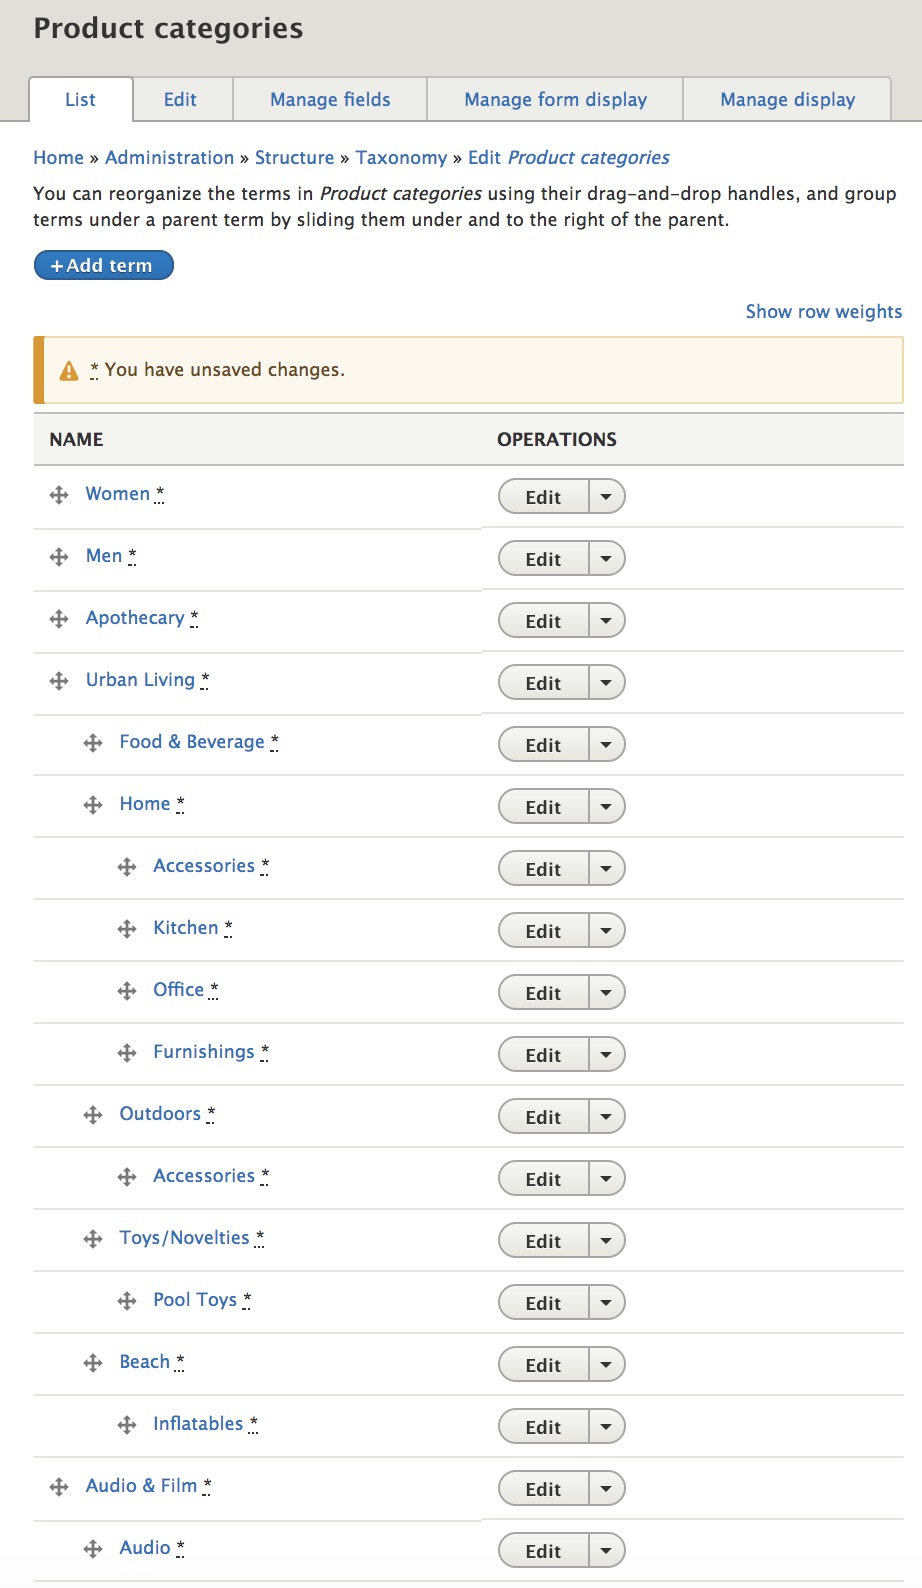 Product categories
List Edit Manage fields Manage form display Manage display
Home » Administration » Structure » Taxonomy » Edit Product categories
You can reorganize the terms in Product categories using their drag-and-drop handles, and group
terms under a parent term by sliding them under and to the right of the parent.
+ Add term
Show row weights
* You have unsaved changes.
NAME OPERATIONS
Women * Edit
Men * Edit
Apothecary * Edit
Urban Living * Edit
Food & Beverage * Edit
Home * Edit
Accessories * Edit
Kitchen * Edit
Office * Edit
Furnishings * Edit
Outdoors * Edit
Accessories * Edit
Toys/Novelties * Edit
Pool Toys * Edit
Beach * Edit
Inflatables * Edit
Audio & Film * Edit
Audio * Edit